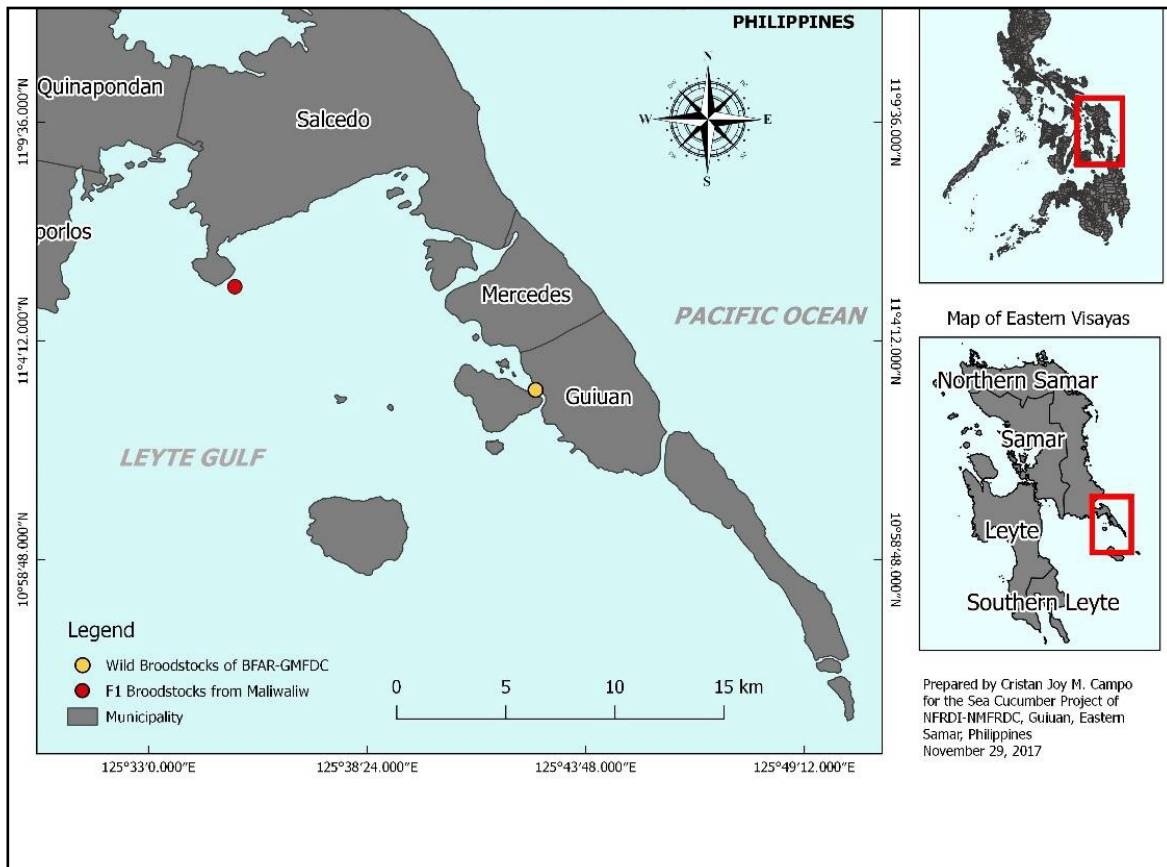 PHILIPPINES
Quinapondan
Salcedo
porlos
Mercedes
PACIFIC OCEAN
Guiuan
LEYTE GULF
N
W
E
S
11°9'36.000"N
11°4'12.000"N
10°58'48.000"N
11°9'36.000"N
11°4'12.000"N
10°58'48.000"N
Legend
Wild Broodstocks of BFAR-GMFDC
F1 Broodstocks from Maliwaliw
Municipality
0 5 10 15 km
125°33'0.000"E 125°38'24.000"E 125°43'48.000"E 125°49'12.000"E
Map of Eastern Visayas
Northern Samar
Samar
Leyte
Southern Leyte
Prepared by Cristan Joy M. Campo
for the Sea Cucumber Project of
NFRDI-NMFRDC, Guiuan, Eastern
Samar, Philippines
November 29, 2017